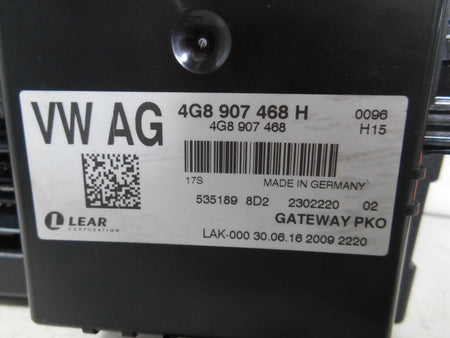 VW AG
4G8 907 468 H 0096
4G8 907 468 H15
17S MADE IN GERMANY
535189 8D2 2302220 02
LEAR GATEWAY PKO
CORPORATION
LAK-000 30.06.16 2009 2220